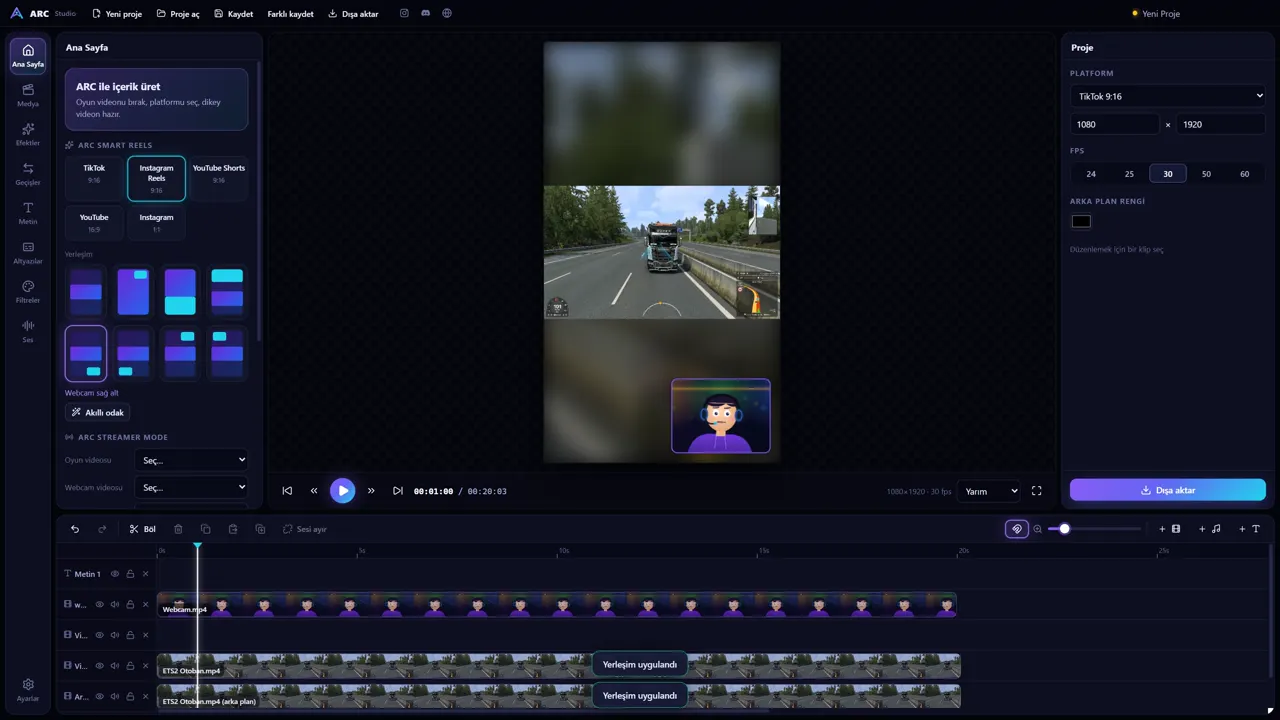 ARC Studio
Yeni proje
Proje aç
Kaydet
Farklı kaydet
Dışa aktar
Yeni Proje
Ana Sayfa
Medya
Efektler
Geçişler
Metin
Altyazılar
Filtreler
Ses
Ayarlar
Ana Sayfa
ARC ile içerik üret
Oyun videonu bırak, platformu seç, dikey
videon hazır.
ARC SMART REELS
TikTok
9:16
Instagram
Reels
9:16
YouTube Shorts
9:16
YouTube
16:9
Instagram
1:1
Yerleşim
Webcam sağ alt
Akıllı odak
ARC STREAMER MODE
Oyun videosu
Seç...
Webcam videosu
Seç...
00:01:00 / 00:20:03
1080×1920 · 30 fps
Yarım
Proje
PLATFORM
TikTok 9:16
1080 × 1920
FPS
24 25 30 50 60
ARKA PLAN RENGİ
Düzenlemek için bir klip seç
Dışa aktar
Böl
Sesi ayır
0s 5s 10s 15s 20s 25s
Metin 1
w...
Webcam.mp4
Vi...
Vi...
ETS2 Otoban.mp4
Yerleşim uygulandı
Ar...
ETS2 Otoban.mp4 (arka plan)
Yerleşim uygulandı